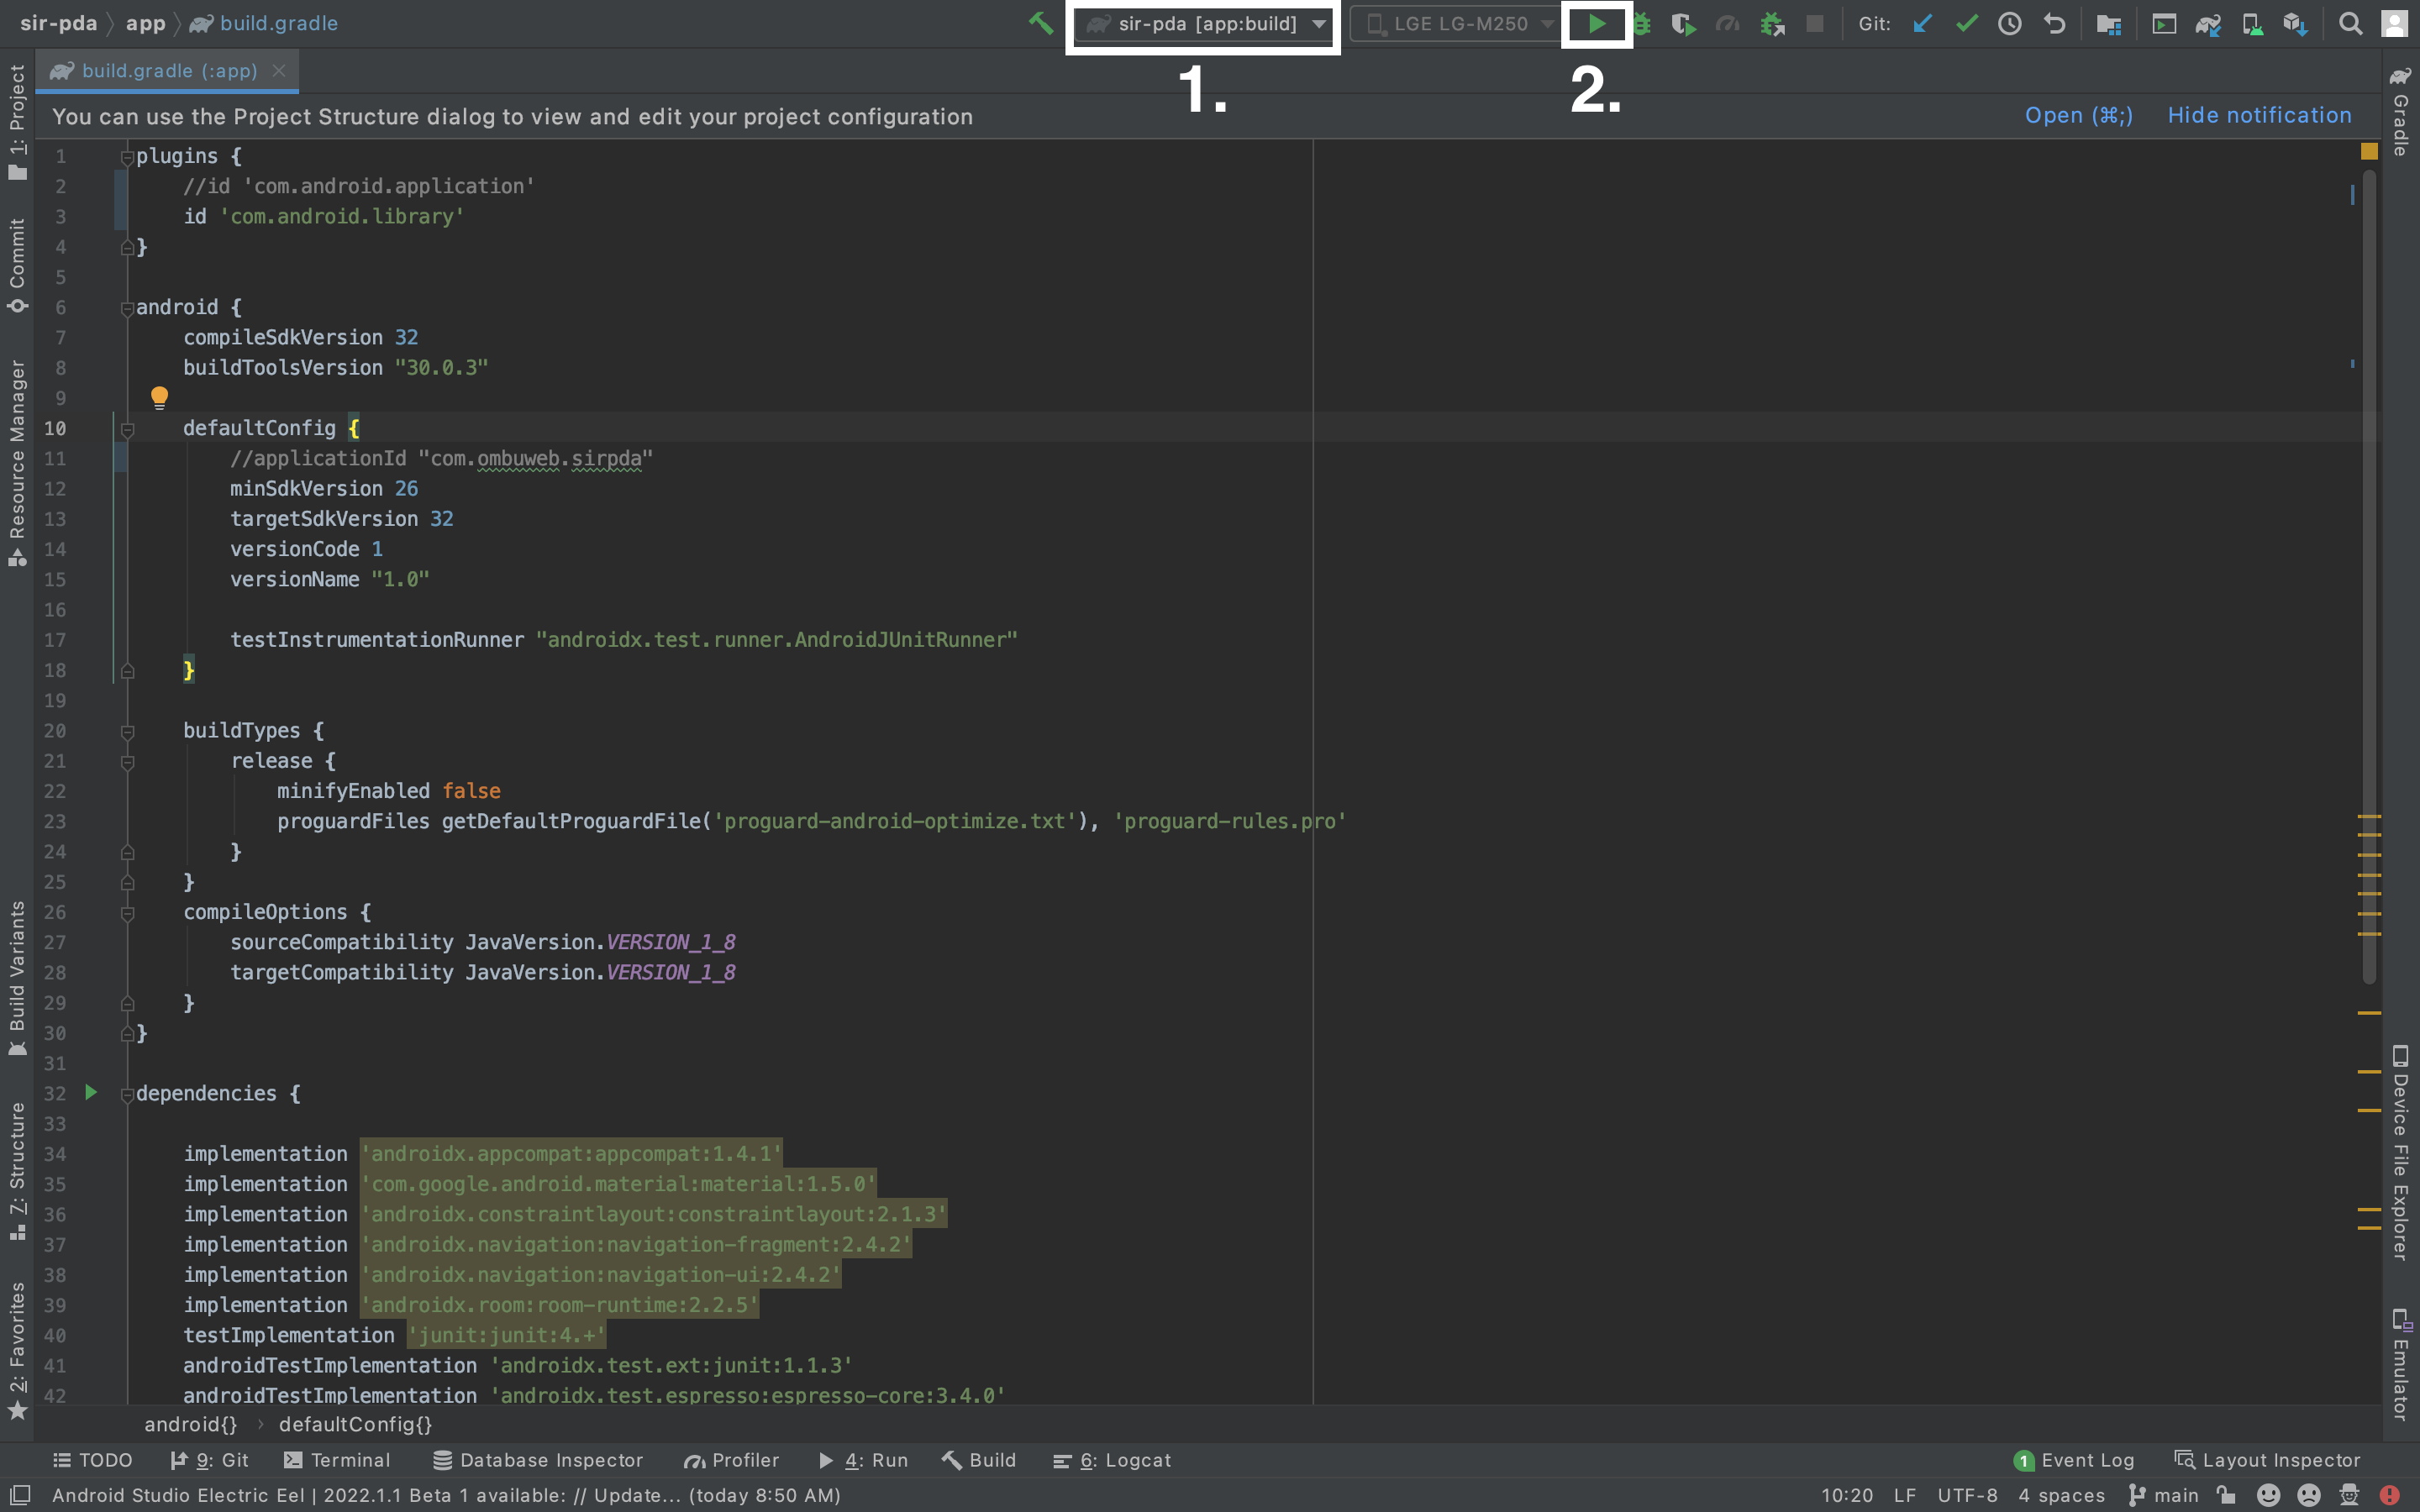 sir-pda app build.gradle
sir-pda [app:build] LGE LG-M250 Git:
1. 2.
build.gradle (:app)
You can use the Project Structure dialog to view and edit your project configuration Open (⌘;) Hide notification
1 plugins {
2 //id 'com.android.application'
3 id 'com.android.library'
4 }
5
6 android {
7 compileSdkVersion 32
8 buildToolsVersion "30.0.3"
9
10 defaultConfig {
11 //applicationId "com.ombuweb.sirpda"
12 minSdkVersion 26
13 targetSdkVersion 32
14 versionCode 1
15 versionName "1.0"
16
17 testInstrumentationRunner "androidx.test.runner.AndroidJUnitRunner"
18 }
19
20 buildTypes {
21 release {
22 minifyEnabled false
23 proguardFiles getDefaultProguardFile('proguard-android-optimize.txt'), 'proguard-rules.pro'
24 }
25 }
26 compileOptions {
27 sourceCompatibility JavaVersion.VERSION_1_8
28 targetCompatibility JavaVersion.VERSION_1_8
29 }
30 }
31
32 dependencies {
33
34 implementation 'androidx.appcompat:appcompat:1.4.1'
35 implementation 'com.google.android.material:material:1.5.0'
36 implementation 'androidx.constraintlayout:constraintlayout:2.1.3'
37 implementation 'androidx.navigation:navigation-fragment:2.4.2'
38 implementation 'androidx.navigation:navigation-ui:2.4.2'
39 implementation 'androidx.room:room-runtime:2.2.5'
40 testImplementation 'junit:junit:4.+'
41 androidTestImplementation 'androidx.test.ext:junit:1.1.3'
42 androidTestImplementation 'androidx.test.espresso:espresso-core:3.4.0'
android{} › defaultConfig{}
1: Project
Commit
Resource Manager
Build Variants
7: Structure
2: Favorites
Gradle
Device File Explorer
Emulator
TODO 9: Git Terminal Database Inspector Profiler 4: Run Build 6: Logcat 1 Event Log Layout Inspector
Android Studio Electric Eel | 2022.1.1 Beta 1 available: // Update... (today 8:50 AM) 10:20 LF UTF-8 4 spaces main